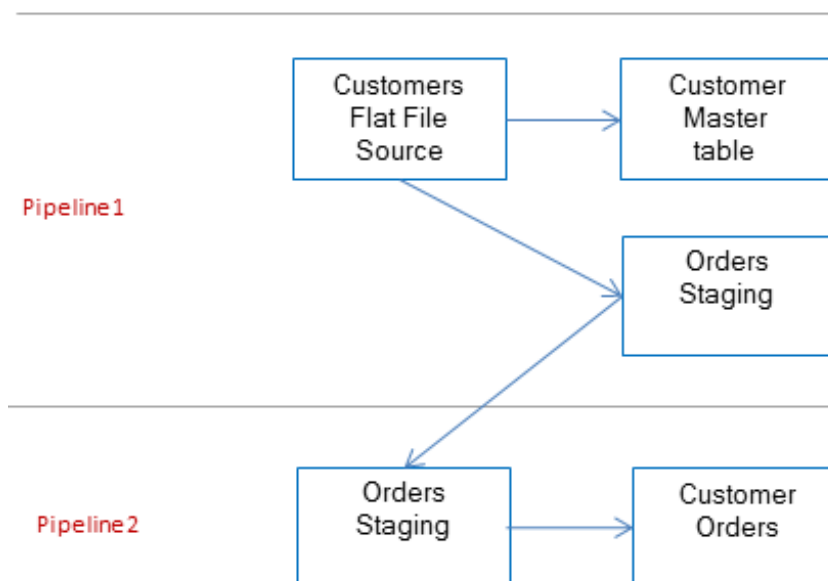 Customers
Flat File
Source
Customer
Master
table
Pipeline1
Orders
Staging
Orders
Staging
Customer
Orders
Pipeline2